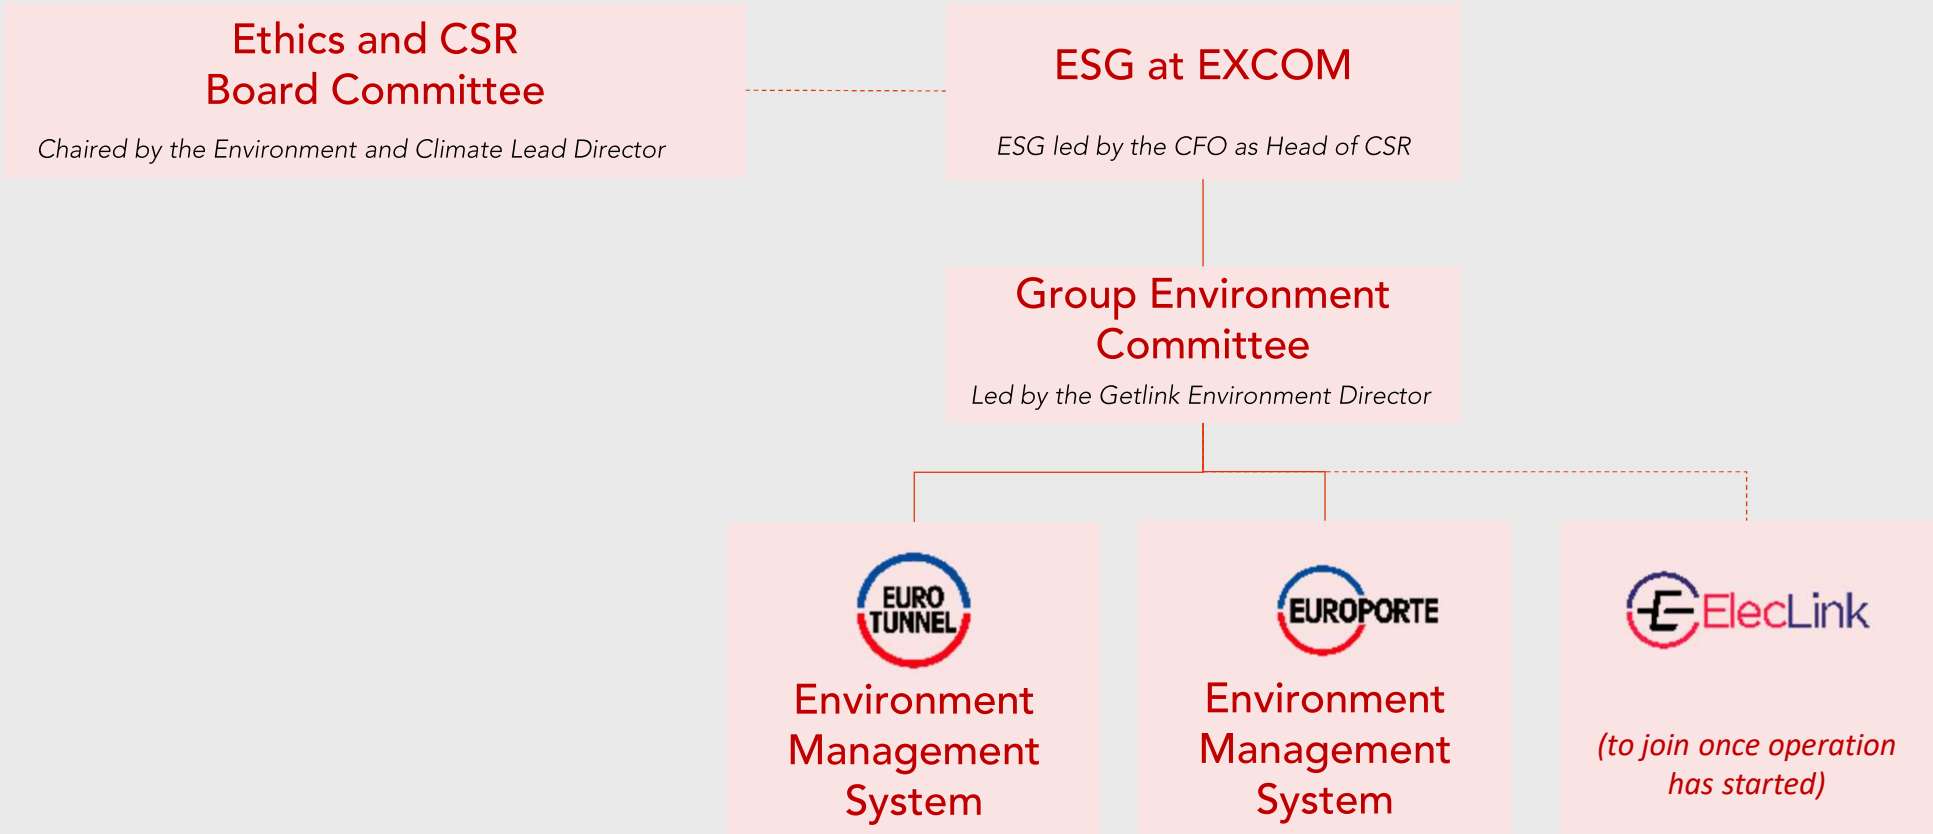 Ethics and CSR
Board Committee
Chaired by the Environment and Climate Lead Director
ESG at EXCOM
ESG led by the CFO as Head of CSR
Group Environment
Committee
Led by the Getlink Environment Director
EURO
TUNNEL
Environment
Management
System
EUROPORTE
Environment
Management
System
ElecLink
(to join once operation
has started)